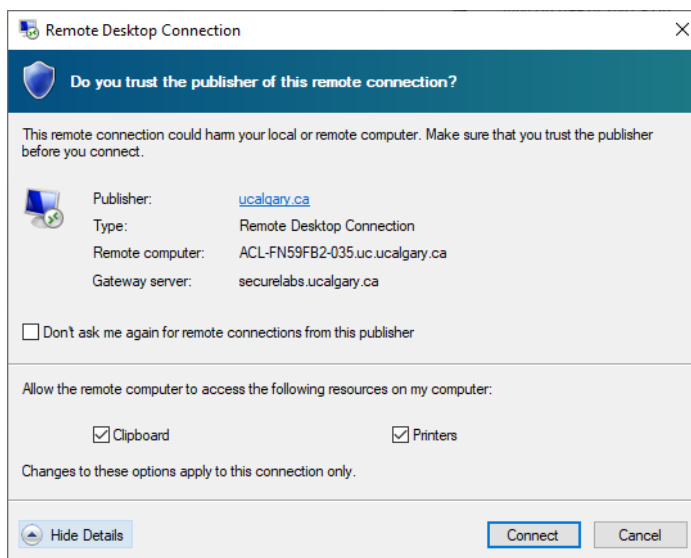 Remote Desktop Connection
Do you trust the publisher of this remote connection?
This remote connection could harm your local or remote computer. Make sure that you trust the publisher
before you connect.
Publisher: ucalgary.ca
Type: Remote Desktop Connection
Remote computer: ACL-FN59FB2-035.uc.ucalgary.ca
Gateway server: securelabs.ucalgary.ca
Don't ask me again for remote connections from this publisher
Allow the remote computer to access the following resources on my computer:
Clipboard Printers
Changes to these options apply to this connection only.
Hide Details Connect Cancel